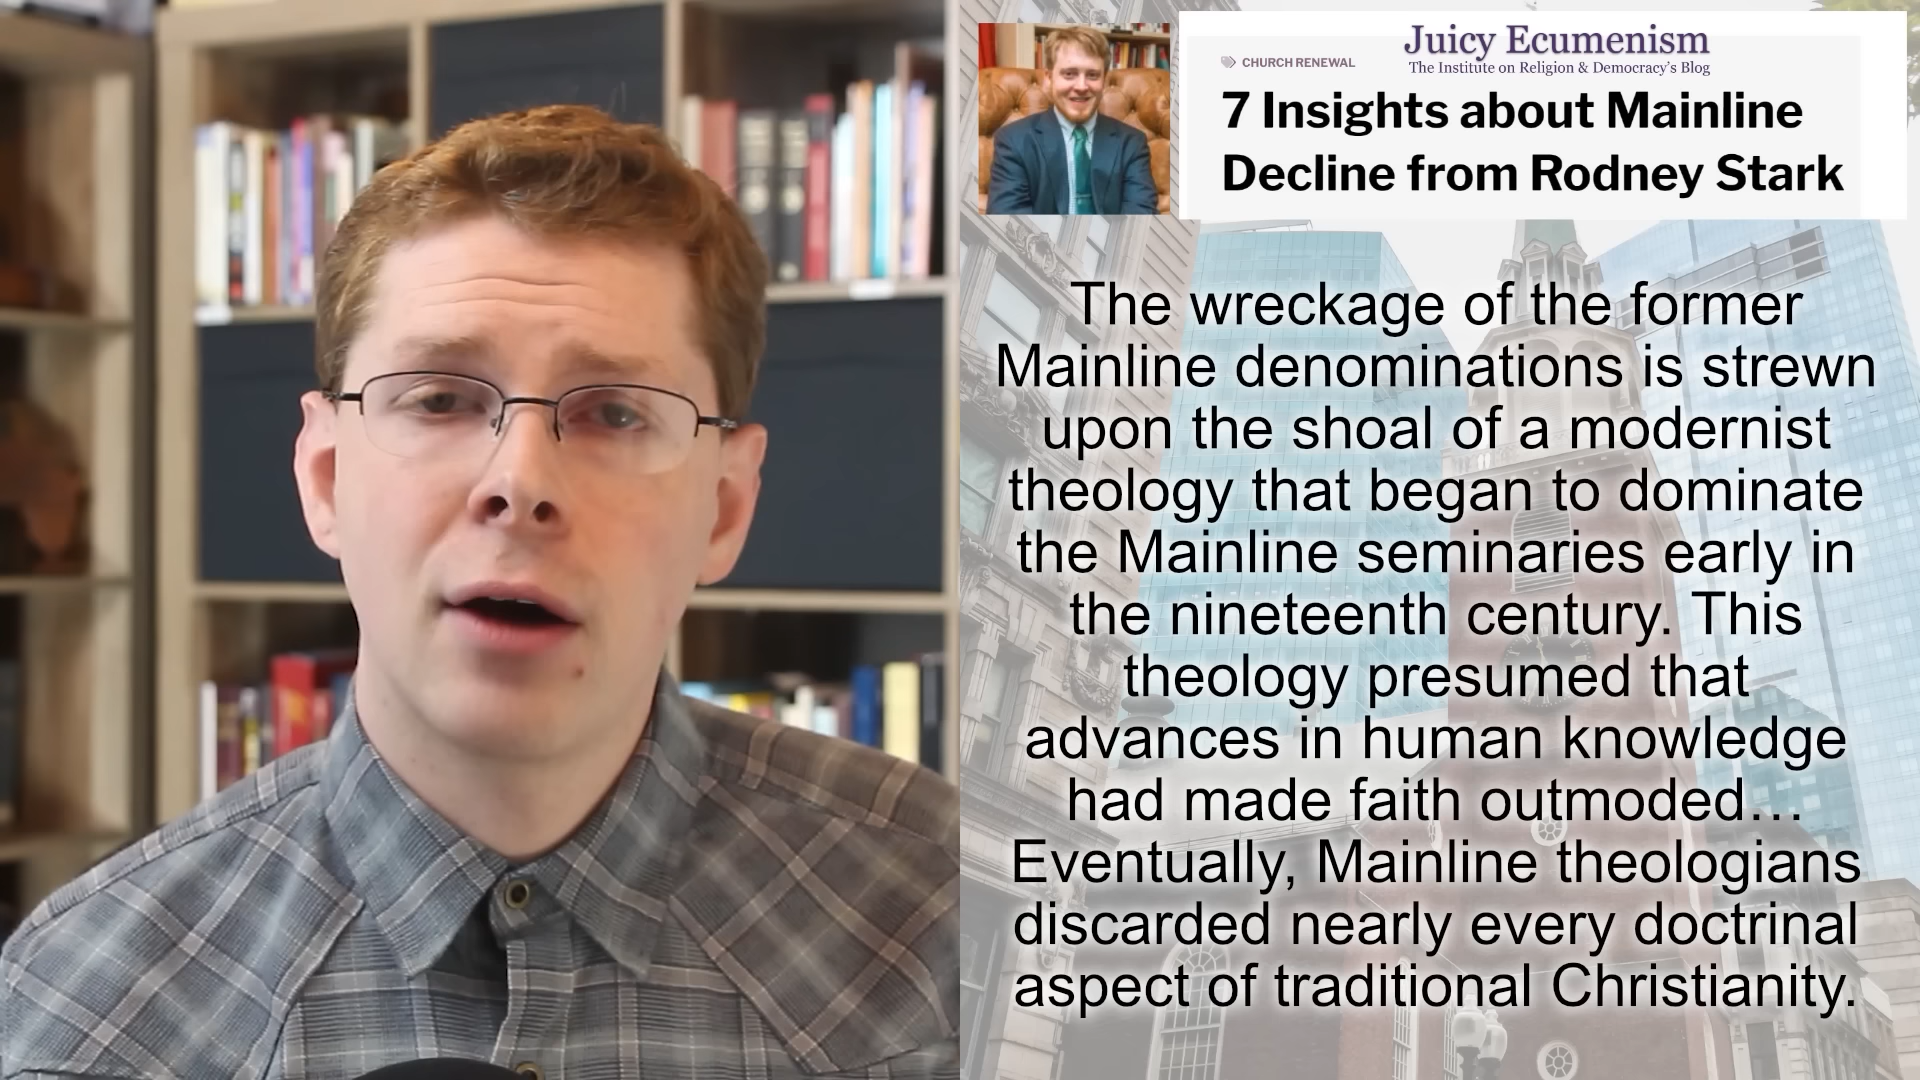 Juicy Ecumenism
The Institute on Religion & Democracy's Blog
CHURCH RENEWAL
7 Insights about Mainline
Decline from Rodney Stark
The wreckage of the former
Mainline denominations is strewn
upon the shoal of a modernist
theology that began to dominate
the Mainline seminaries early in
the nineteenth century. This
theology presumed that
advances in human knowledge
had made faith outmoded…
Eventually, Mainline theologians
discarded nearly every doctrinal
aspect of traditional Christianity.